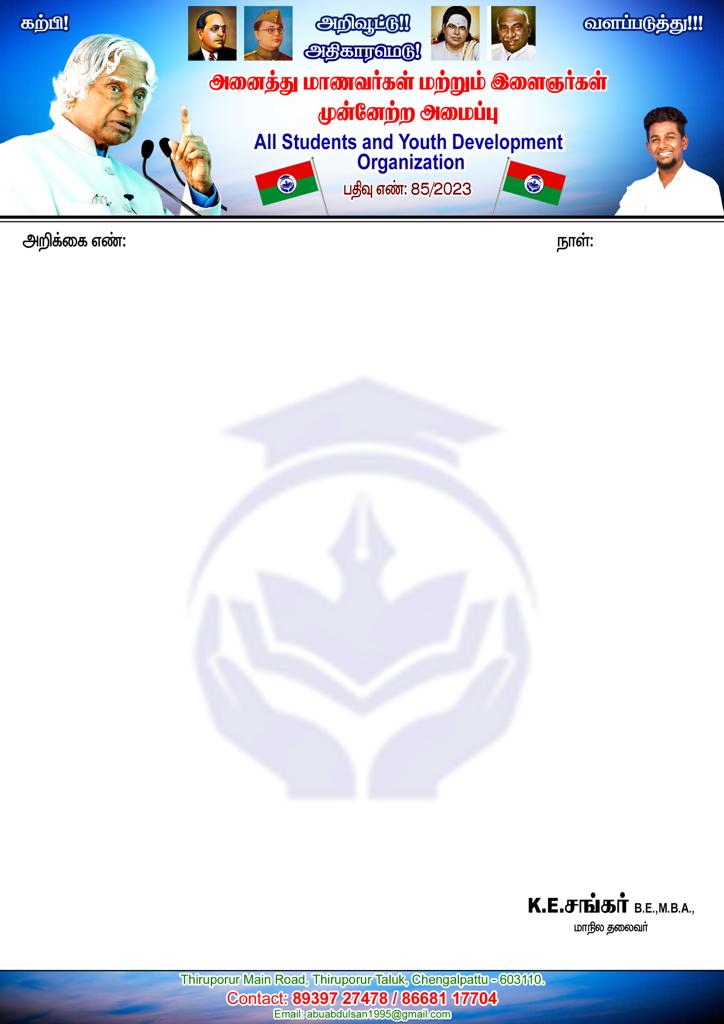 கற்பி!
அறிவூட்டு!!
வளப்படுத்து!!!
அதிகாரமெடு!
அனைத்து மாணவர்கள் மற்றும் இளைஞர்கள்
முன்னேற்ற அமைப்பு
All Students and Youth Development
Organization
பதிவு எண்: 85/2023
அறிக்கை எண்:
நாள்:
K.E.சங்கர் B.E.,M.B.A.,
மாநில தலைவர்
Thiruporur Main Road, Thiruporur Taluk, Chengalpattu - 603110.
Contact: 89397 27478 / 86681 17704
Email: abuabdulsan1995@gmail.com